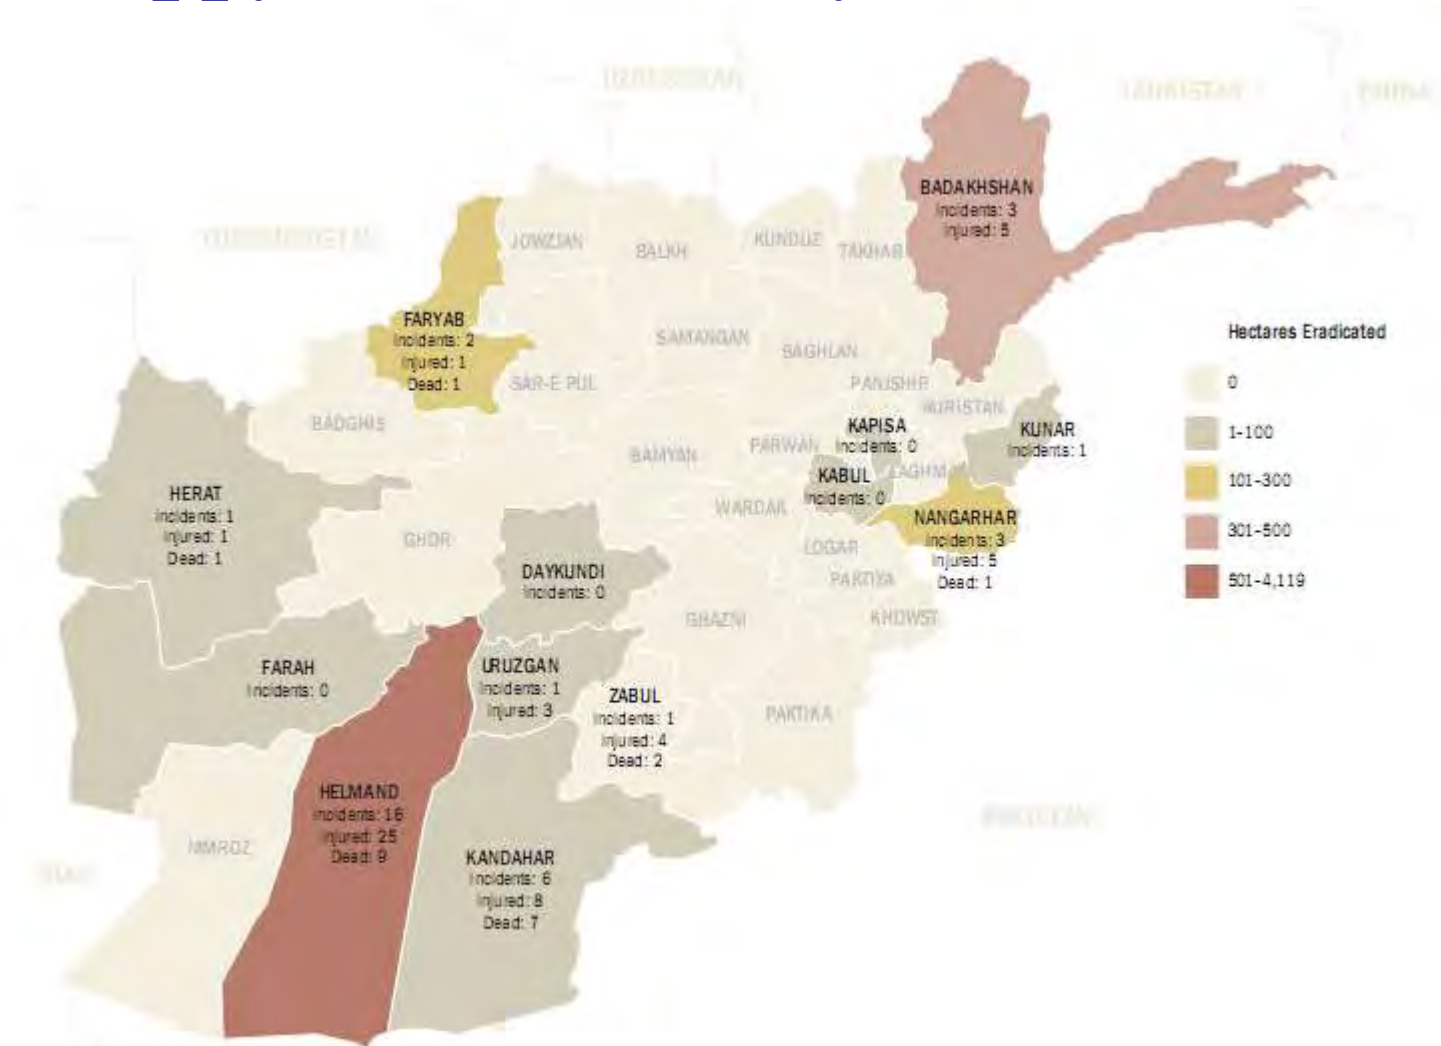 BADAKHSHAN
Incidents: 3
Injured: 5
JOWZJAN
BALKH
KUNDUZ
TAKHAR
FARYAB
Incidents: 2
Injured: 1
Dead: 1
Hectares Eradicated
0
1-100
101-300
301-500
501-4,119
SAMANGAN
BAGHLAN
SAR-E PUL
PANJSHIR
NURISTAN
BADGHIS
KAPISA
Incidents: 0
KUNAR
Incidents: 1
BAMYAN
PARWAN
KABUL
Incidents: 0
HERAT
Incidents: 1
Injured: 1
Dead: 1
WARDAK
NANGARHAR
Incidents: 3
Injured: 5
Dead: 1
GHOR
LOGAR
DAYKUNDI
Incidents: 0
PAKTIYA
GHAZNI
KHOWST
FARAH
Incidents: 0
URUZGAN
Incidents: 1
Injured: 3
ZABUL
Incidents: 1
Injured: 4
Dead: 2
PAKTIKA
HELMAND
Incidents: 16
Injured: 25
Dead: 9
NIMROZ
KANDAHAR
Incidents: 6
Injured: 8
Dead: 7
PAKISTAN